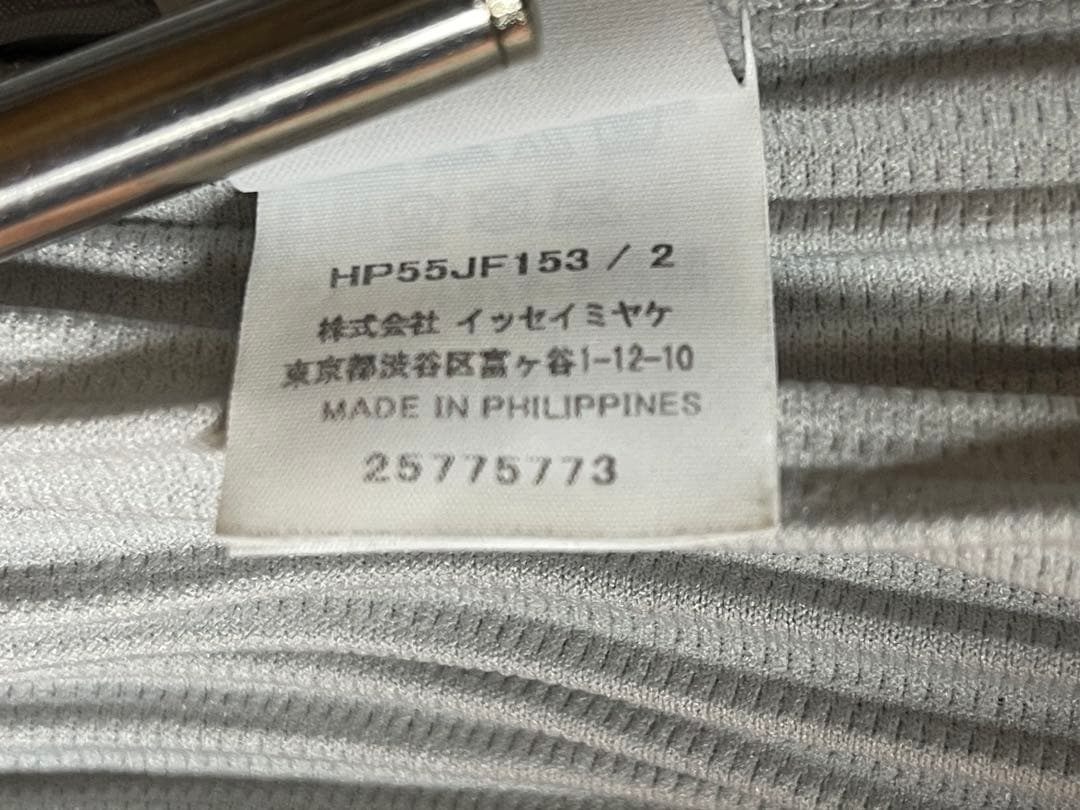 HP55JF153 / 2
株式会社 イッセイミヤケ
東京都渋谷区富ヶ谷1-12-10
MADE IN PHILIPPINES
25775773